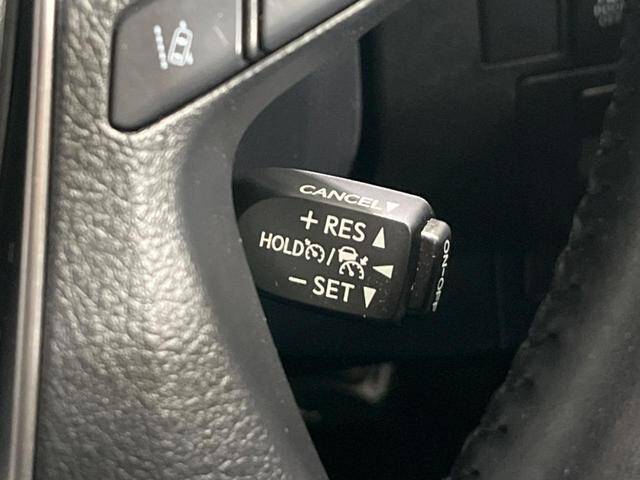 CANCEL▼
+ RES ▲
HOLD / ◀
− SET ▼
ON-OFF